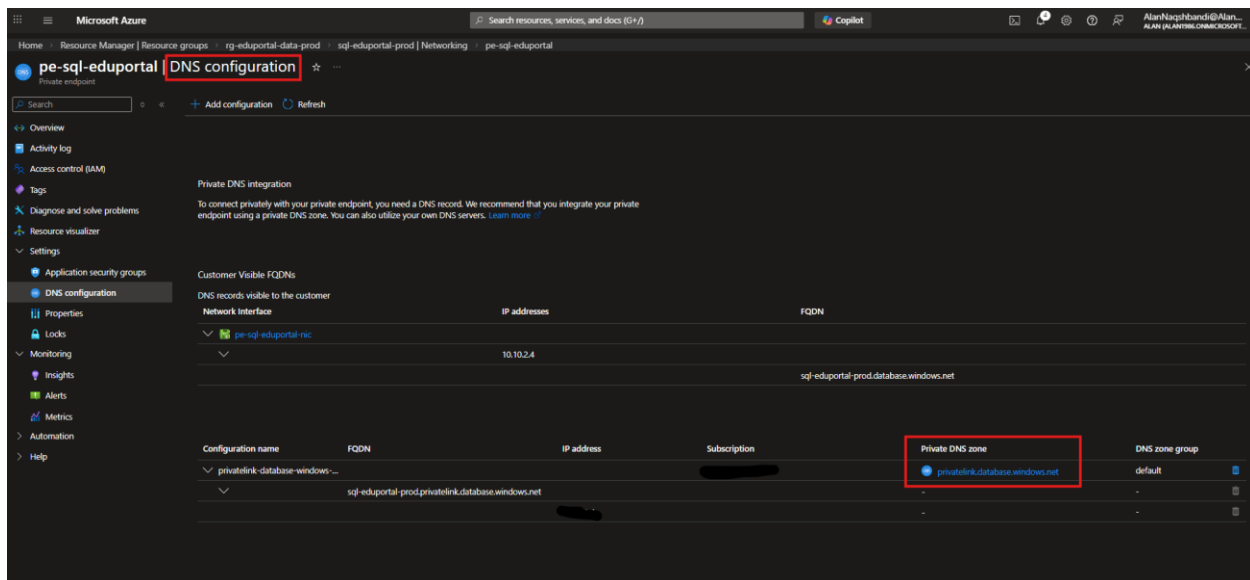 Microsoft Azure
Search resources, services, and docs (G+/)
Copilot
4
AlanNaqshbandi@Alan...
ALAN (ALAN1986.ONMICROSOFT...
Home > Resource Manager | Resource groups > rg-eduportal-data-prod > sql-eduportal-prod | Networking > pe-sql-eduportal
pe-sql-eduportal | DNS configuration
Private endpoint
Search
Add configuration Refresh
Overview
Activity log
Access control (IAM)
Tags
Diagnose and solve problems
Resource visualizer
Settings
Application security groups
DNS configuration
Properties
Locks
Monitoring
Insights
Alerts
Metrics
Automation
Help
Private DNS integration
To connect privately with your private endpoint, you need a DNS record. We recommend that you integrate your private
endpoint using a private DNS zone. You can also utilize your own DNS servers. Learn more
Customer Visible FQDNs
DNS records visible to the customer
Network Interface IP addresses FQDN
pe-sql-eduportal-nic
10.10.2.4
sql-eduportal-prod.database.windows.net
Configuration name FQDN IP address Subscription Private DNS zone DNS zone group
privatelink-database-windows-... privatelink.database.windows.net default
sql-eduportal-prod.privatelink.database.windows.net - -
- -